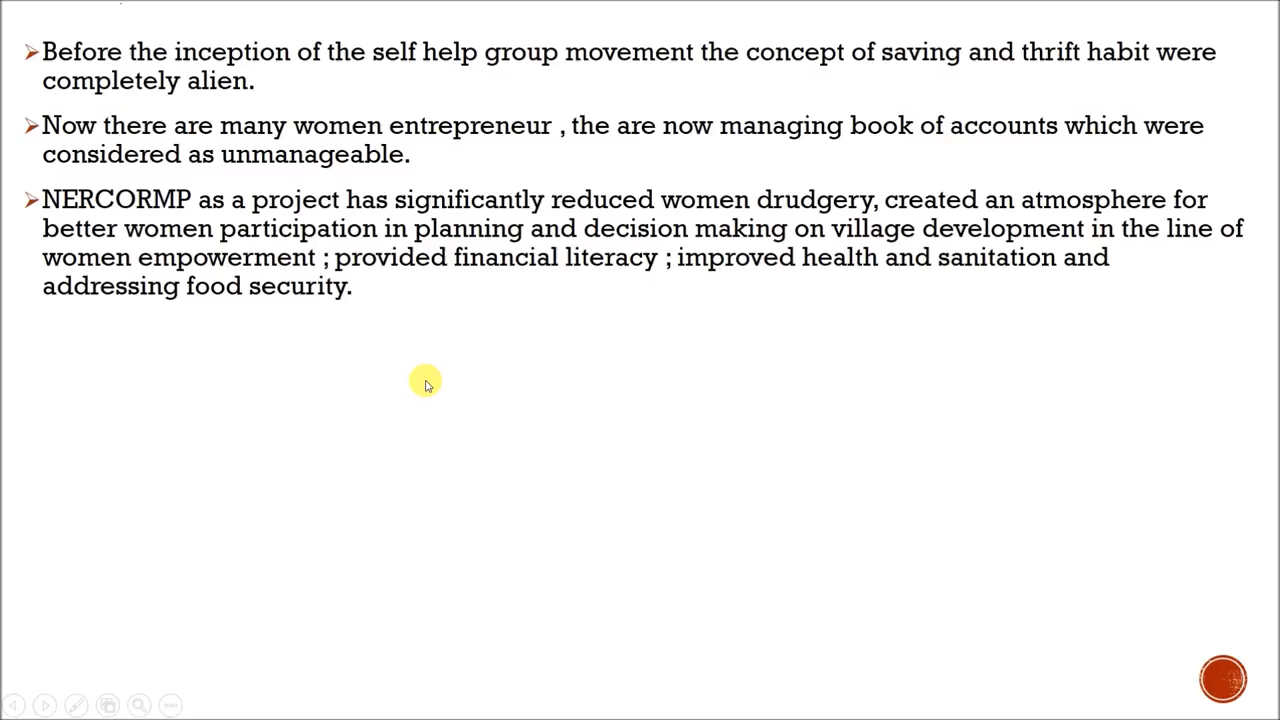 Before the inception of the self help group movement the concept of saving and thrift habit were
completely alien.
Now there are many women entrepreneur , the are now managing book of accounts which were
considered as unmanageable.
NERCORMP as a project has significantly reduced women drudgery, created an atmosphere for
better women participation in planning and decision making on village development in the line of
women empowerment ; provided financial literacy ; improved health and sanitation and
addressing food security.